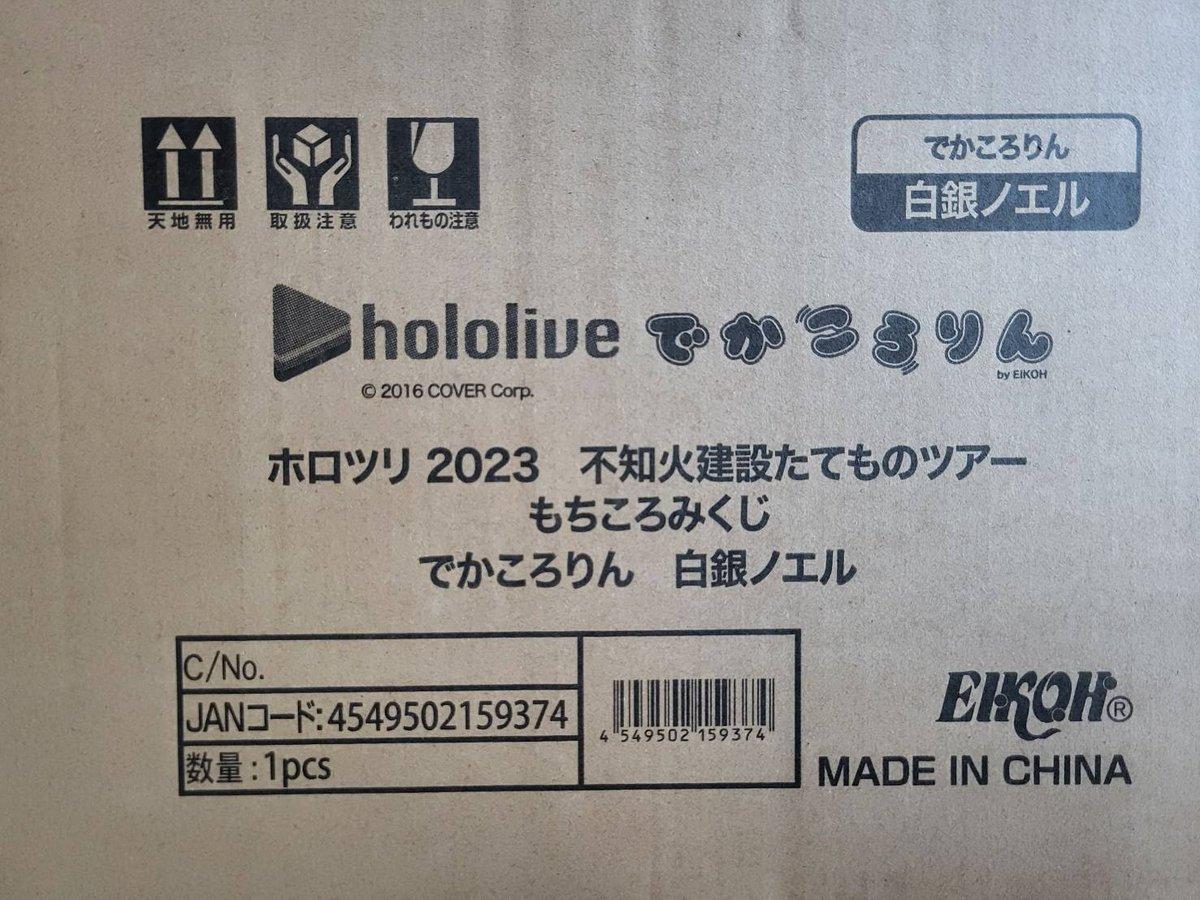 天地無用 取扱注意 われもの注意
でかころりん
白銀ノエル
hololive でかころりん
by EIKOH
© 2016 COVER Corp.
ホロツリ 2023 不知火建設たてものツアー
もちころみくじ
でかころりん 白銀ノエル
C/No.
JANコード:4549502159374
数量:1pcs
4 549502 159374
EIKOH®
MADE IN CHINA